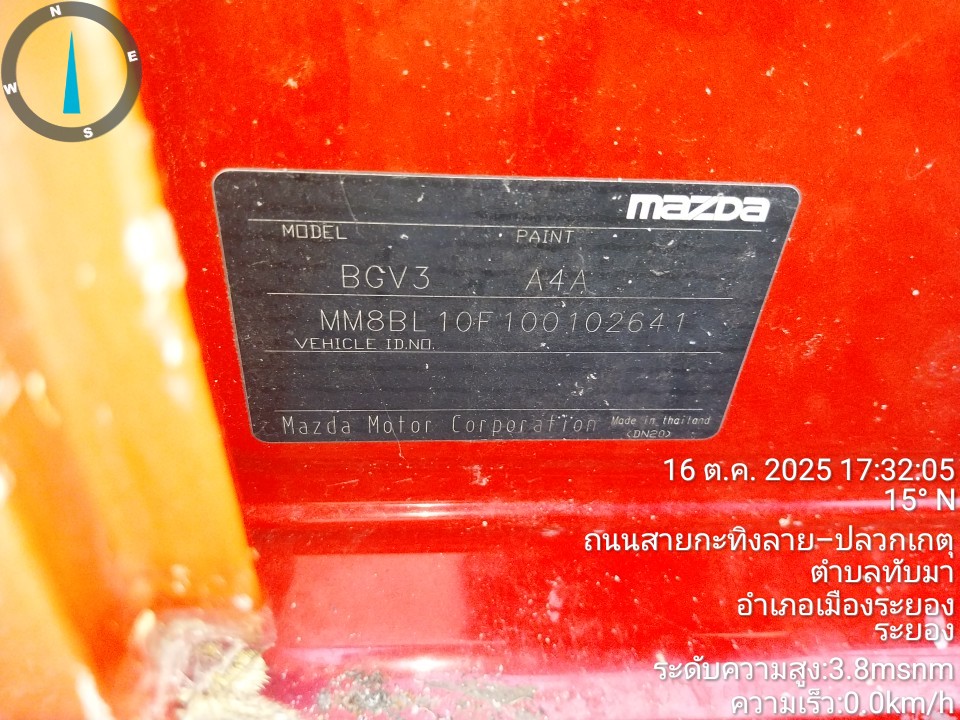 N
E
W
S
mazda
MODEL PAINT
BGV3 A4A
MM8BL10F100102641
VEHICLE ID.NO.
Mazda Motor Corporation Made in thailand
<DN20>
16 ต.ค. 2025 17:32:05
15° N
ถนนสายกะทิงลาย-ปลวกเกตุ
ตำบลทับมา
อำเภอเมืองระยอง
ระยอง
ระดับความสูง:3.8msnm
ความเร็ว:0.0km/h